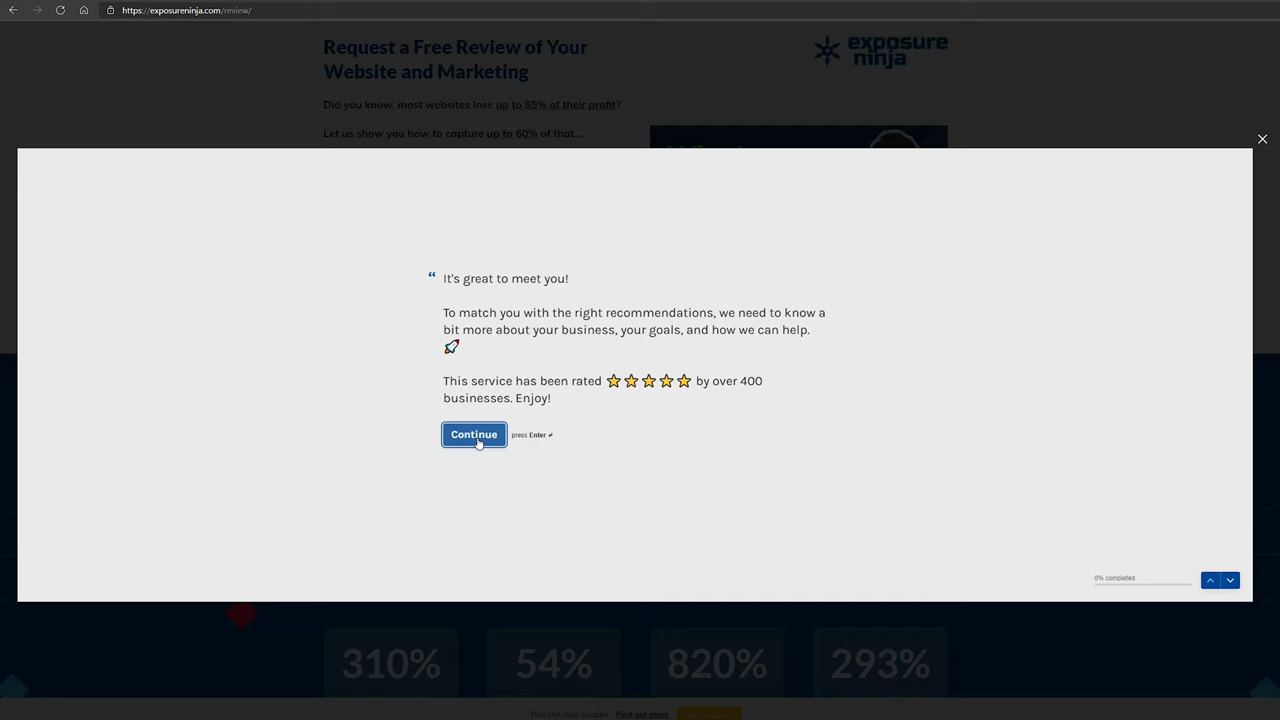 https://exposureninja.com/review/
Request a Free Review of Your
Website and Marketing
exposure
ninja
Did you know, most websites lose up to 85% of their profit?
Let us show you how to capture up to 60% of that...
“ It's great to meet you!
To match you with the right recommendations, we need to know a
bit more about your business, your goals, and how we can help.
This service has been rated ⭐⭐⭐⭐⭐ by over 400
businesses. Enjoy!
Continue press Enter ↵
0% completed
310% 54% 820% 293%
This site uses cookies. Find out more.